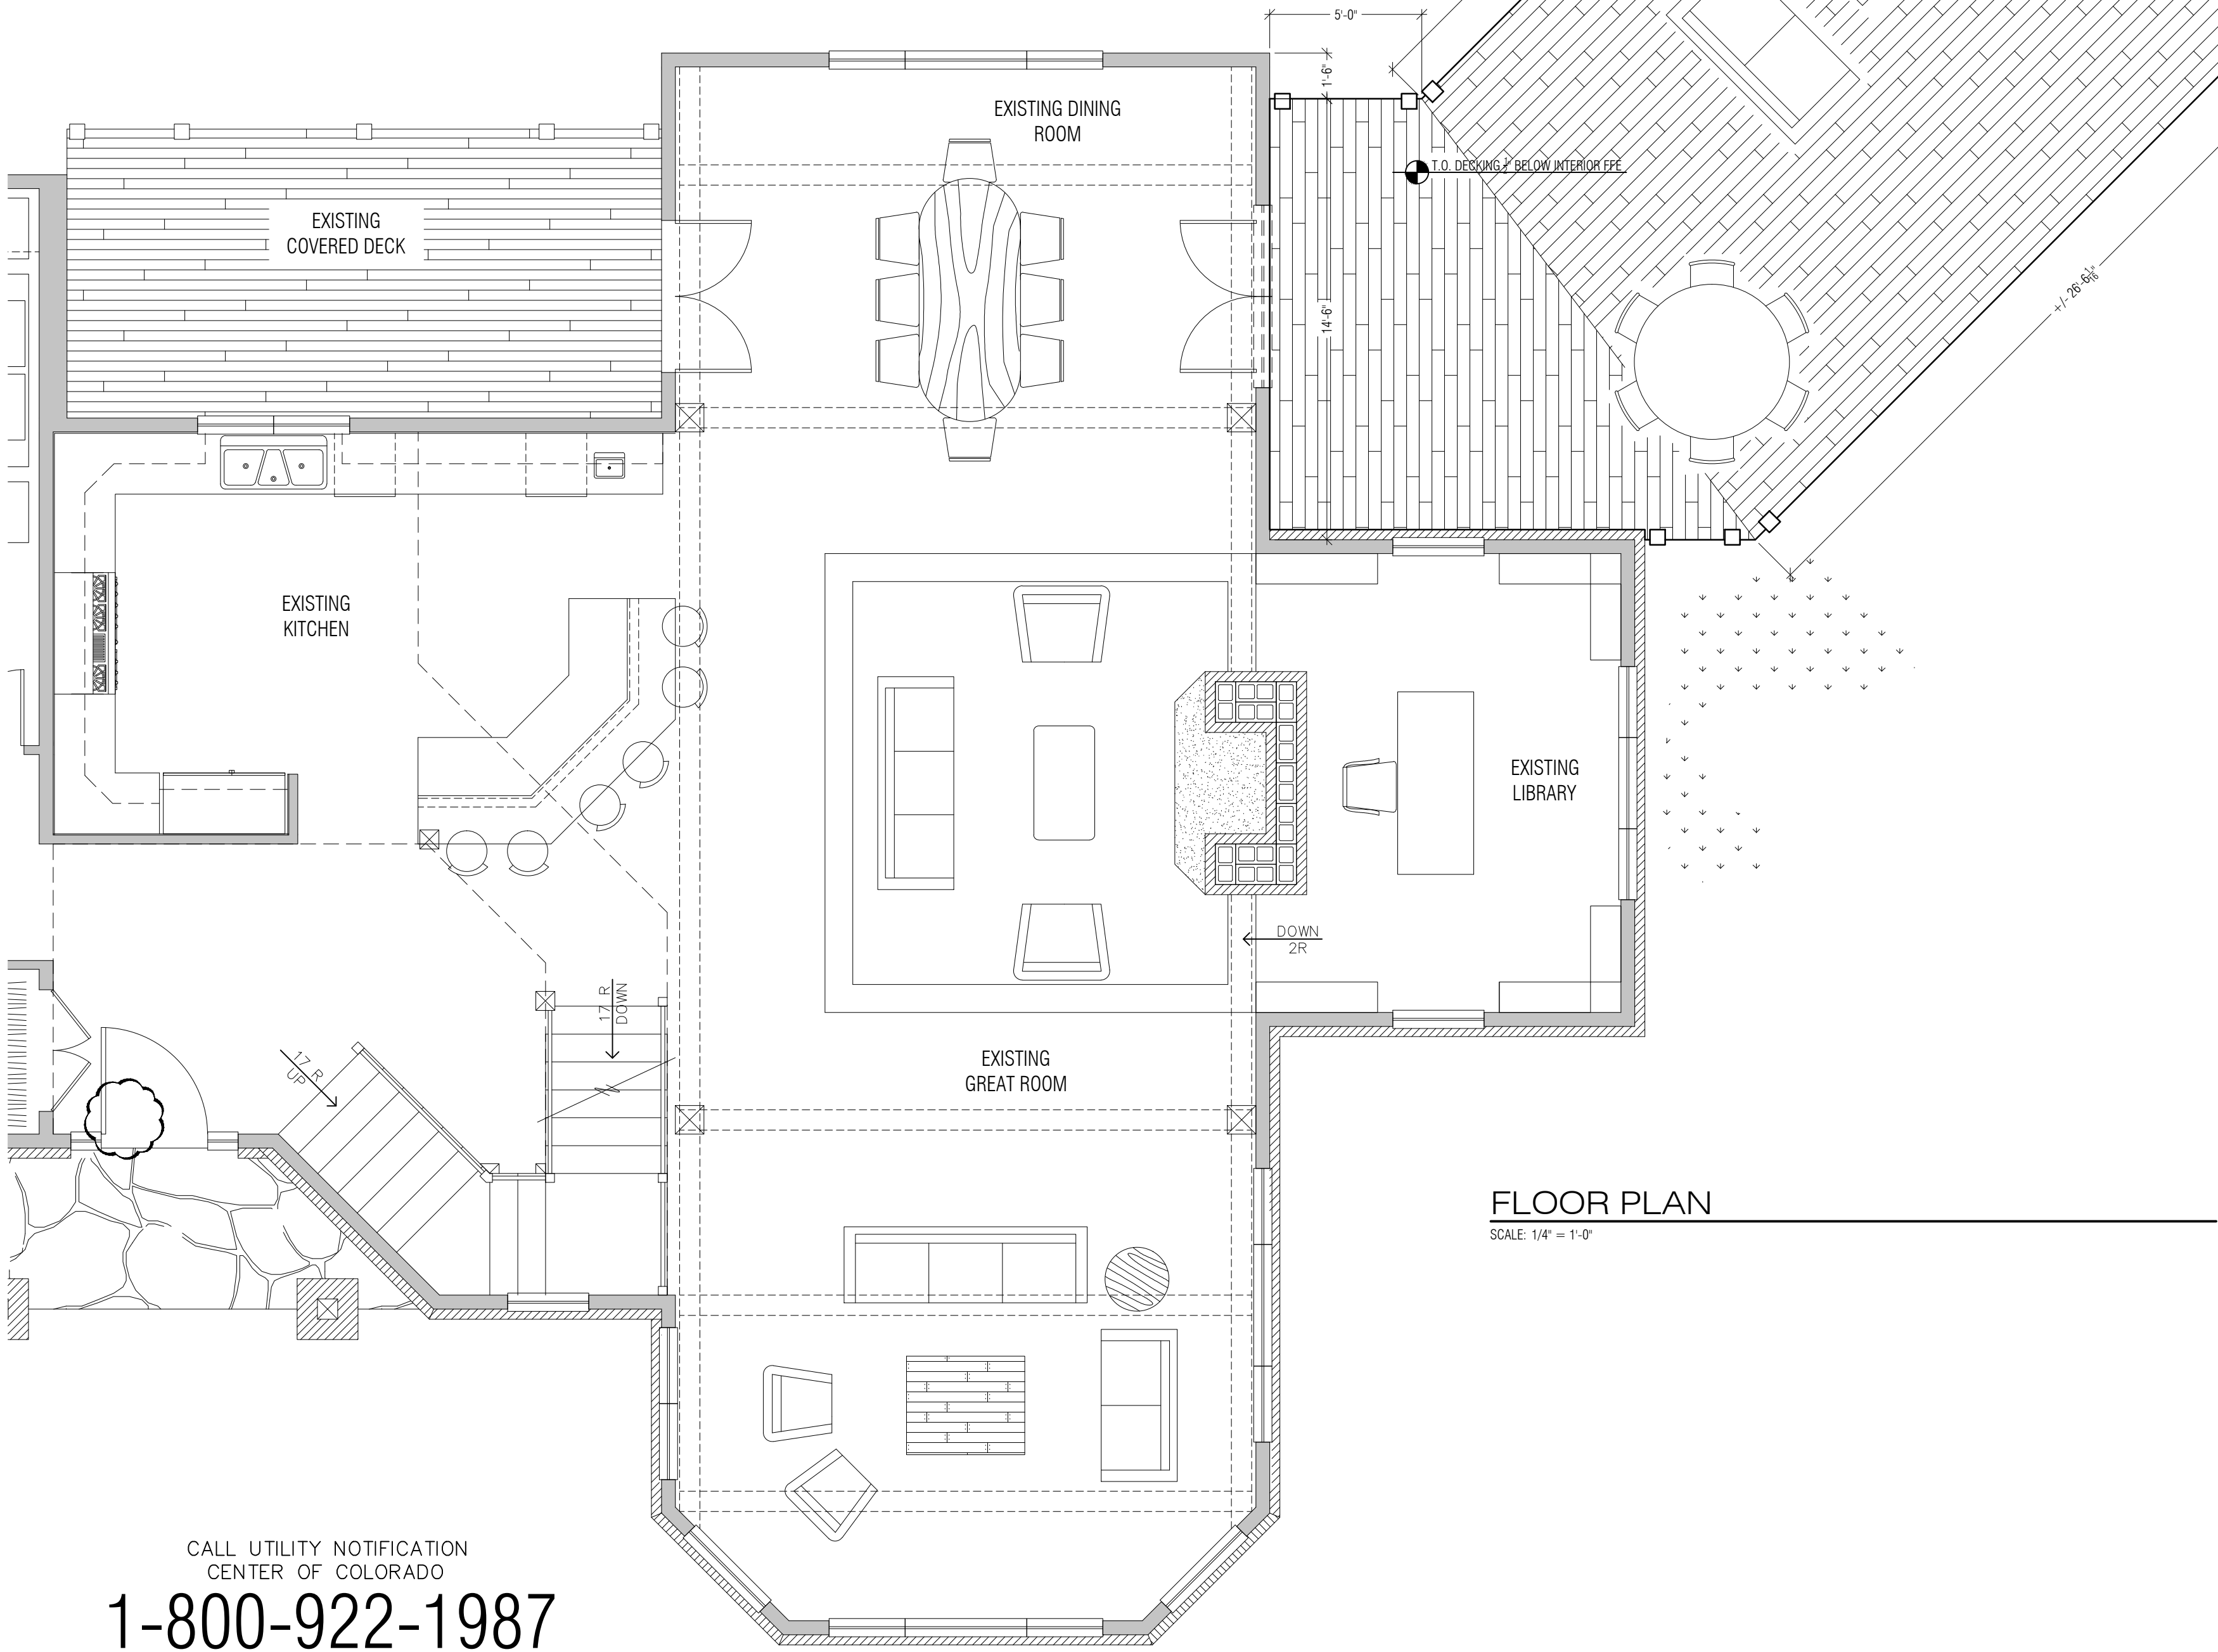 5'-0"
1'-6"
EXISTING DINING
ROOM
T.O. DECKING ½" BELOW INTERIOR FFE
EXISTING
COVERED DECK
+/- 26'-6 1/16"
14'-6"
EXISTING
KITCHEN
EXISTING
LIBRARY
DOWN
2R
17 R
DOWN
17 R
UP
EXISTING
GREAT ROOM
FLOOR PLAN
SCALE: 1/4" = 1'-0"
CALL UTILITY NOTIFICATION
CENTER OF COLORADO
1-800-922-1987